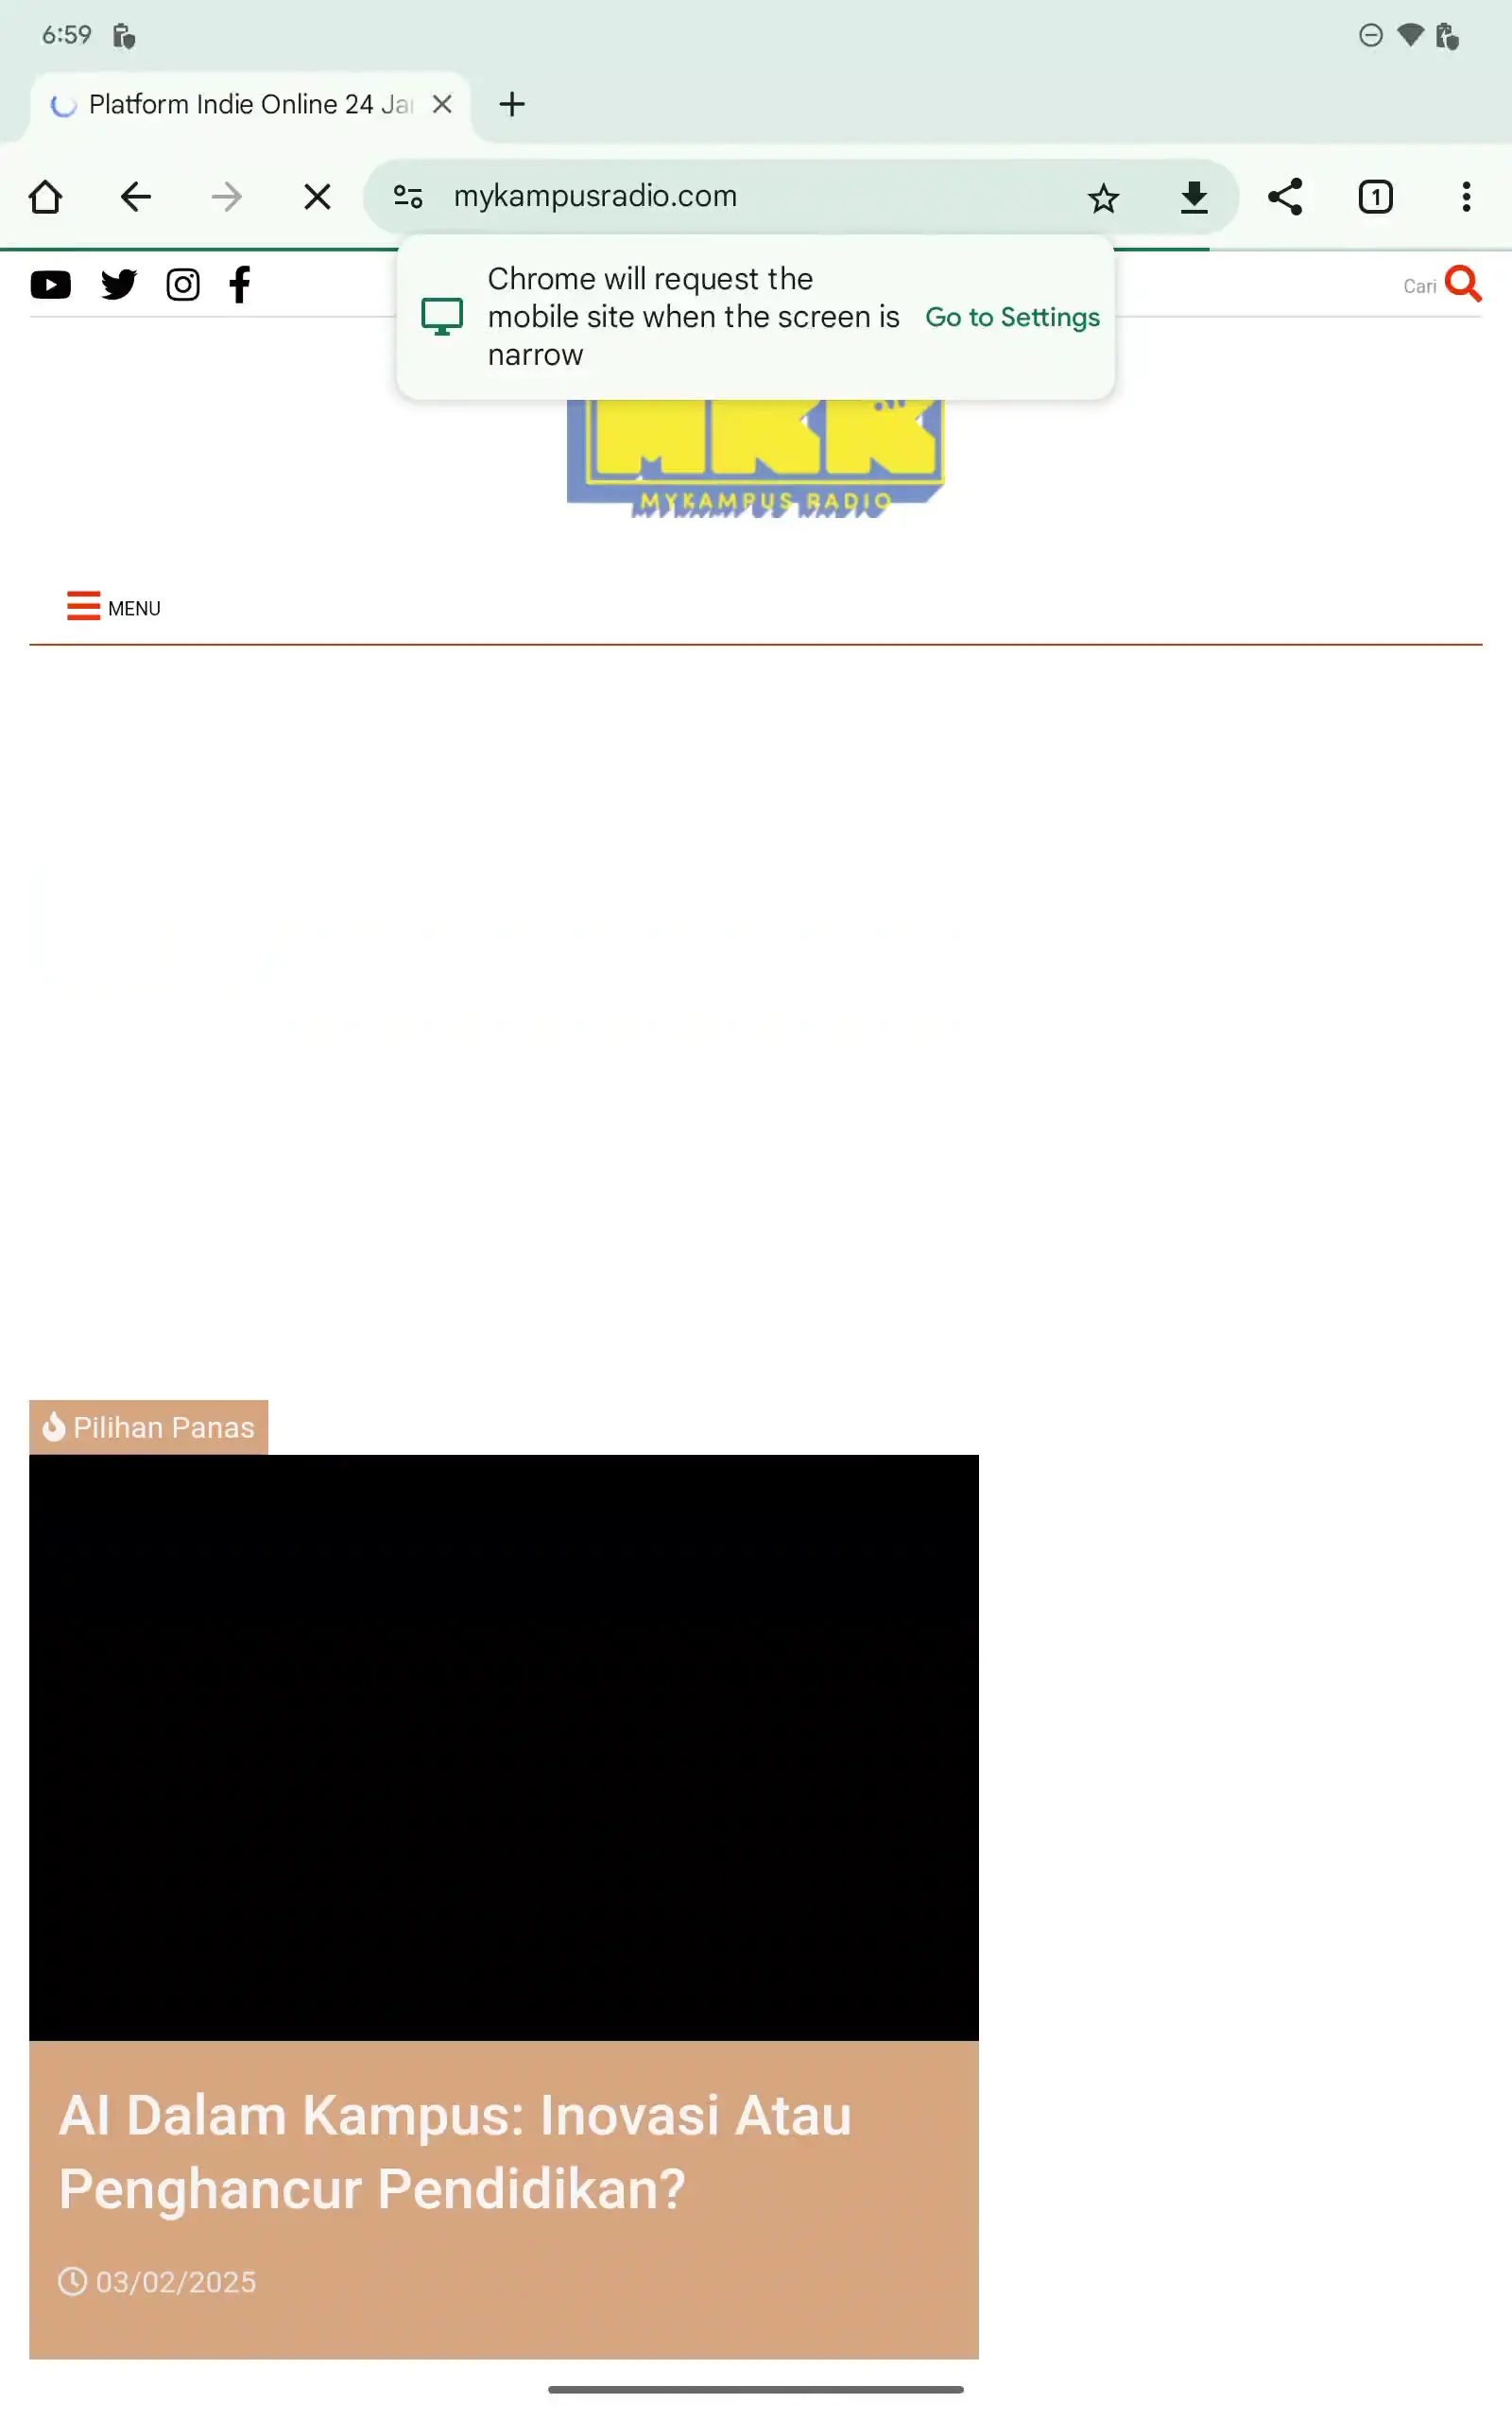 6:59
Platform Indie Online 24 Ja
mykampusradio.com
1
Chrome will request the
mobile site when the screen is
narrow
Go to Settings
Cari
MKR
MYKAMPUS RADIO
MENU
Pilihan Panas
AI Dalam Kampus: Inovasi Atau
Penghancur Pendidikan?
03/02/2025